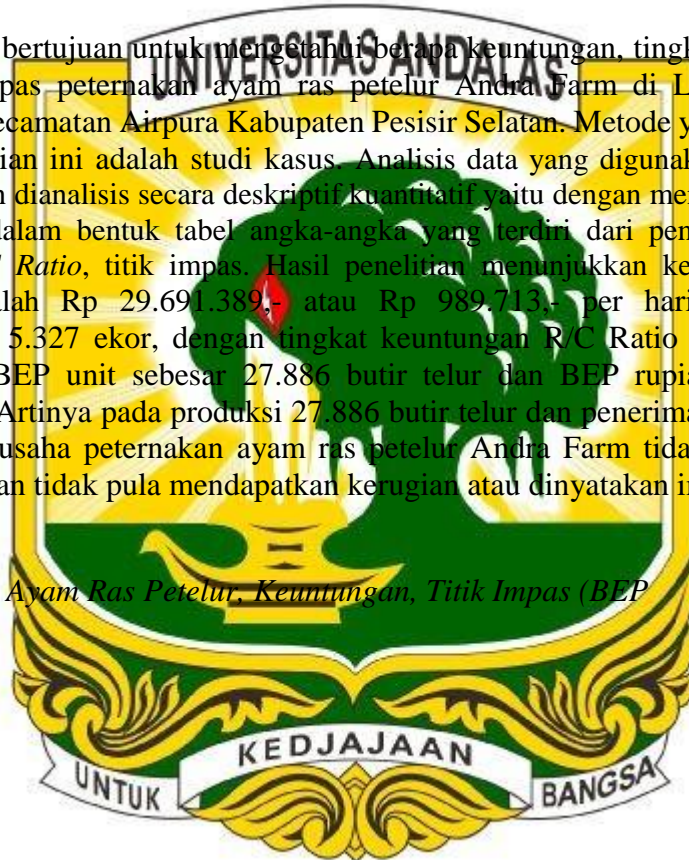 UNIVERSITAS ANDALAS
bertujuan untuk mengetahui berapa keuntungan, tingk
pas peternakan ayam ras petelur Andra Farm di L
ecamatan Airpura Kabupaten Pesisir Selatan. Metode y
ian ini adalah studi kasus. Analisis data yang digunak
n dianalisis secara deskriptif kuantitatif yaitu dengan me
dalam bentuk tabel angka-angka yang terdiri dari pen
Ratio, titik impas. Hasil penelitian menunjukkan ke
lah Rp 29.691.389,- atau Rp 989.713,- per hari
5.327 ekor, dengan tingkat keuntungan R/C Ratio
BEP unit sebesar 27.886 butir telur dan BEP rupia
Artinya pada produksi 27.886 butir telur dan penerima
usaha peternakan ayam ras petelur Andra Farm tida
an tidak pula mendapatkan kerugian atau dinyatakan i
Ayam Ras Petelur, Keuntungan, Titik Impas (BEP
UNTUK KEDJAJAAN BANGSA